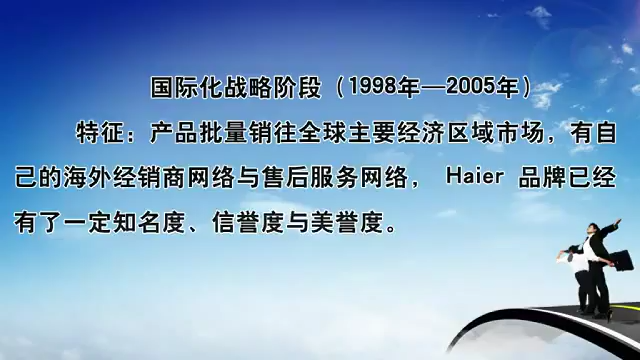 国际化战略阶段（1998年—2005年）
特征：产品批量销往全球主要经济区域市场，有自
己的海外经销商网络与售后服务网络， Haier 品牌已经
有了一定知名度、信誉度与美誉度。